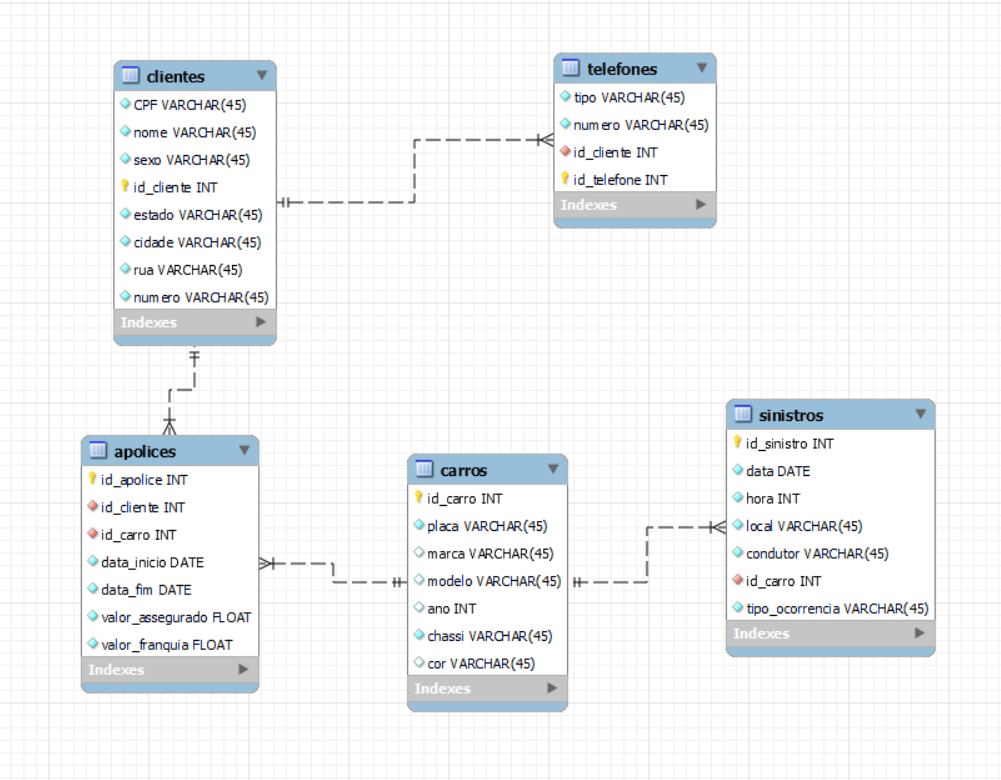 clientes
CPF VARCHAR(45)
nome VARCHAR(45)
sexo VARCHAR(45)
id_cliente INT
estado VARCHAR(45)
cidade VARCHAR(45)
rua VARCHAR(45)
numero VARCHAR(45)
Indexes
telefones
tipo VARCHAR(45)
numero VARCHAR(45)
id_cliente INT
id_telefone INT
Indexes
apolices
id_apolice INT
id_cliente INT
id_carro INT
data_inicio DATE
data_fim DATE
valor_assegurado FLOAT
valor_franquia FLOAT
Indexes
carros
id_carro INT
placa VARCHAR(45)
marca VARCHAR(45)
modelo VARCHAR(45)
ano INT
chassi VARCHAR(45)
cor VARCHAR(45)
Indexes
sinistros
id_sinistro INT
data DATE
hora INT
local VARCHAR(45)
condutor VARCHAR(45)
id_carro INT
tipo_ocorrencia VARCHAR(45)
Indexes